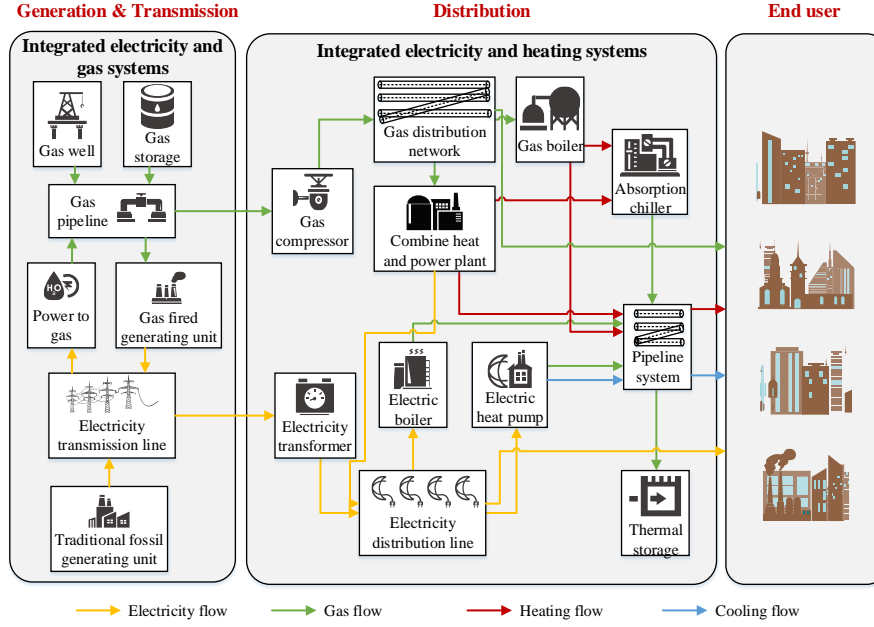 Generation & Transmission
Distribution
End user
Integrated electricity and
gas systems
Integrated electricity and heating systems
Gas well
Gas
storage
Gas
pipeline
H2O
Power to
gas
Gas fired
generating unit
Electricity
transmission line
Traditional fossil
generating unit
Gas distribution
network
Gas boiler
Gas
compressor
Combine heat
and power plant
Absorption
chiller
Electricity
transformer
Electric
boiler
Electric
heat pump
Pipeline
system
Electricity
distribution line
Thermal
storage
Electricity flow
Gas flow
Heating flow
Cooling flow